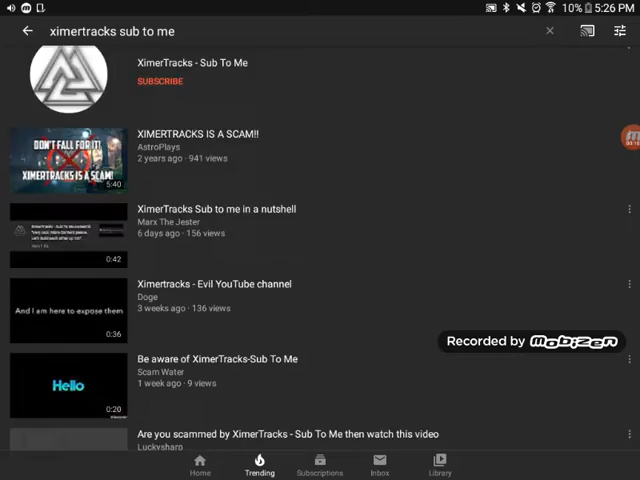 10% 5:26 PM
ximertracks sub to me
XimerTracks - Sub To Me
SUBSCRIBE
DON'T FALL FOR IT!
XIMERTRACKS IS A SCAM!
5:40
XIMERTRACKS IS A SCAM!!
AstroPlays
2 years ago · 941 views
0:42
XimerTracks Sub to me in a nutshell
Marx The Jester
6 days ago · 156 views
And I am here to expose them
0:36
Ximertracks - Evil YouTube channel
Doge
3 weeks ago · 136 views
Recorded by mobizen
Hello
0:20
Be aware of XimerTracks-Sub To Me
Scam Water
1 week ago · 9 views
Are you scammed by XimerTracks - Sub To Me then watch this video
Luckysharp
Home
Trending
Subscriptions
Inbox
Library